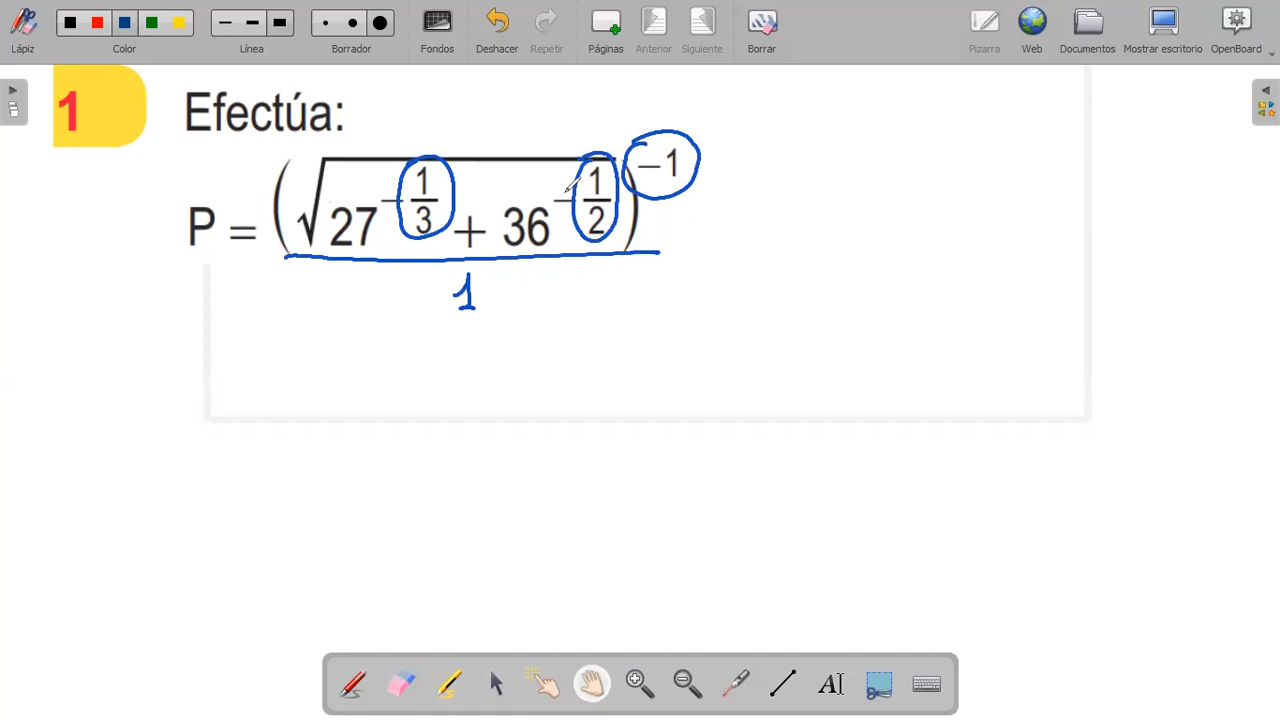 Lápiz Color Línea Borrador Fondos Deshacer Repetir Páginas Anterior Siguiente Borrar Pizarra Web Documentos Mostrar escritorio OpenBoard
1 Efectúa:
P = (√(27^(-1/3) + 36^(-1/2)))^(-1)
1
AI